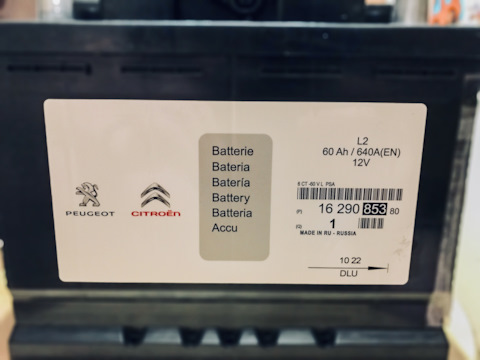 PEUGEOT
CITROËN
Batterie
Bateria
Batería
Battery
Batteria
Accu
L2
60 Ah / 640A(EN)
12V
6 CT-60 V L PSA
(P) 16 290 853 80
(Q) 1
MADE IN RU - RUSSIA
10 22
DLU